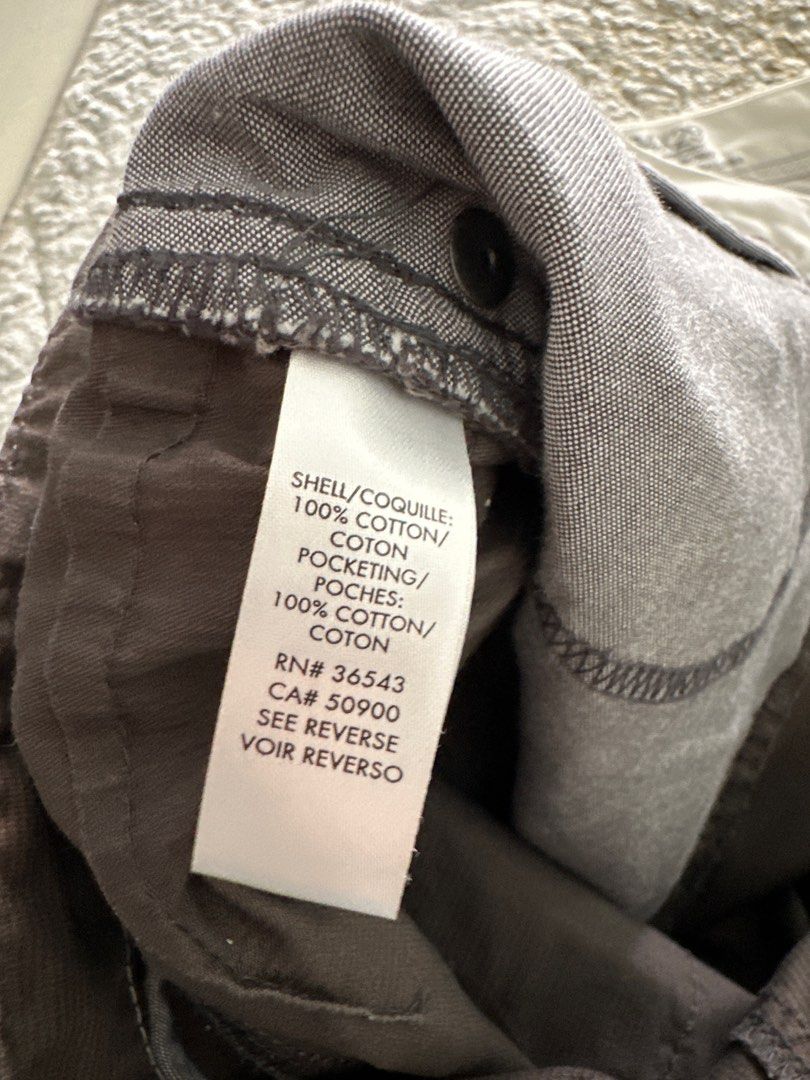 SHELL/COQUILLE:
100% COTTON/
COTON
POCKETING/
POCHES:
100% COTTON/
COTON
RN# 36543
CA# 50900
SEE REVERSE
VOIR REVERSO